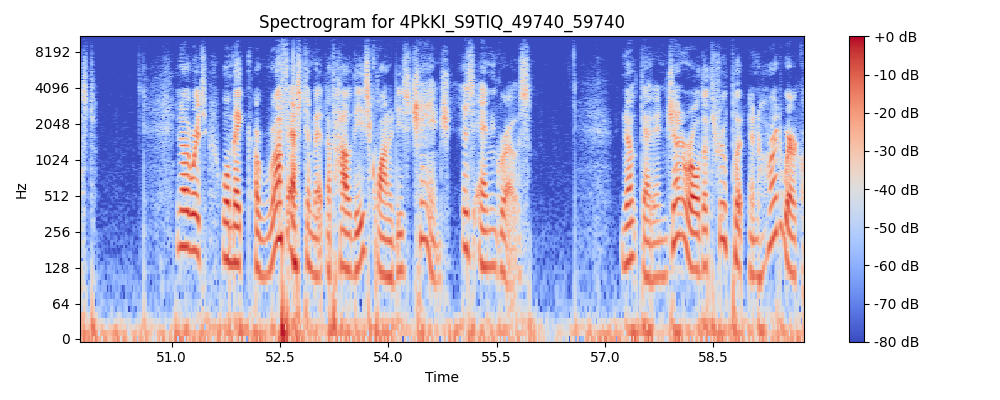 Spectrogram for 4PkKI_S9TIQ_49740_59740
8192
4096
2048
1024
512
256
128
64
0
Hz
51.0 52.5 54.0 55.5 57.0 58.5
Time
+0 dB
-10 dB
-20 dB
-30 dB
-40 dB
-50 dB
-60 dB
-70 dB
-80 dB